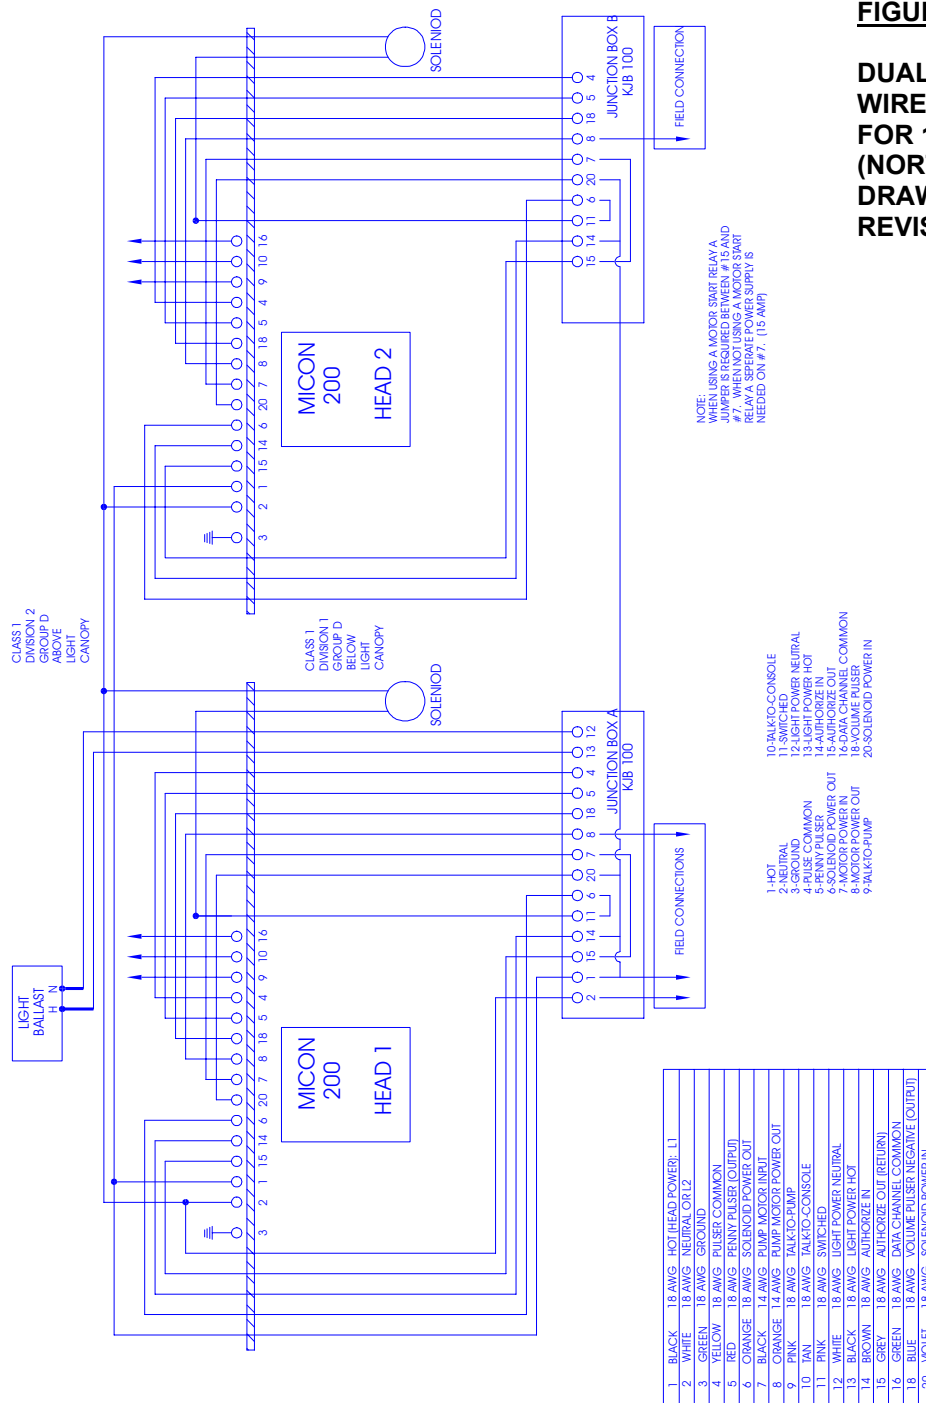 FIGU
DUAL
WIRE
FOR
(NOR
DRAW
REVIS
CLASS 1
DIVISION 2
GROUP D
ABOVE
LIGHT
CANOPY
CLASS 1
DIVISION 1
GROUP D
BELOW
LIGHT
CANOPY
LIGHT
BALLAST
H N
SOLENIOD
SOLENIOD
3 2 1 15 14 6 20 7 8 18 5 4 9 10 16
MICON
200
HEAD 1
3 2 1 15 14 6 20 7 8 18 5 4 9 10 16
MICON
200
HEAD 2
2 1 15 14 11 6 20 7 8 18 5 4 13 12
JUNCTION BOX A
KJB 100
FIELD CONNECTIONS
15 14 11 6 20 7 8 18 5 4
JUNCTION BOX B
KJB 100
FIELD CONNECTION
NOTE:
WHEN USING A MOTOR START RELAY A
JUMPER IS REQUIRED BETWEEN #15 AND
#7. WHEN NOT USING A MOTOR START
RELAY A SEPERATE POWER SUPPLY IS
NEEDED ON #7. (15 AMP)
1-HOT
2-NEUTRAL
3-GROUND
4-PULSE COMMON
5-PENNY PULSER
6-SOLENOID POWER OUT
7-MOTOR POWER IN
8-MOTOR POWER OUT
9-TALK-TO-PUMP
10-TALK-TO-CONSOLE
11-SWITCHED
12-LIGHT POWER NEUTRAL
13-LIGHT POWER HOT
14-AUTHORIZE IN
15-AUTHORIZE OUT
16-DATA CHANNEL COMMON
18-VOLUME PULSER
20-SOLENOID POWER IN
1 BLACK 18 AWG HOT (HEAD POWER): L1
2 WHITE 18 AWG NEUTRAL OR L2
3 GREEN 18 AWG GROUND
4 YELLOW 18 AWG PULSER COMMON
5 RED 18 AWG PENNY PULSER (OUTPUT)
6 ORANGE 18 AWG SOLENOID POWER OUT
7 BLACK 14 AWG PUMP MOTOR INPUT
8 ORANGE 14 AWG PUMP MOTOR POWER OUT
9 PINK 18 AWG TALK-TO-PUMP
10 TAN 18 AWG TALK-TO-CONSOLE
11 PINK 18 AWG SWITCHED
12 WHITE 18 AWG LIGHT POWER NEUTRAL
13 BLACK 18 AWG LIGHT POWER HOT
14 BROWN 18 AWG AUTHORIZE IN
15 GREY 18 AWG AUTHORIZE OUT (RETURN)
16 GREEN 18 AWG DATA CHANNEL COMMON
18 BLUE 18 AWG VOLUME PULSER NEGATIVE (OUTPUT)
20 VIOLET 18 AWG SOLENOID POWER IN